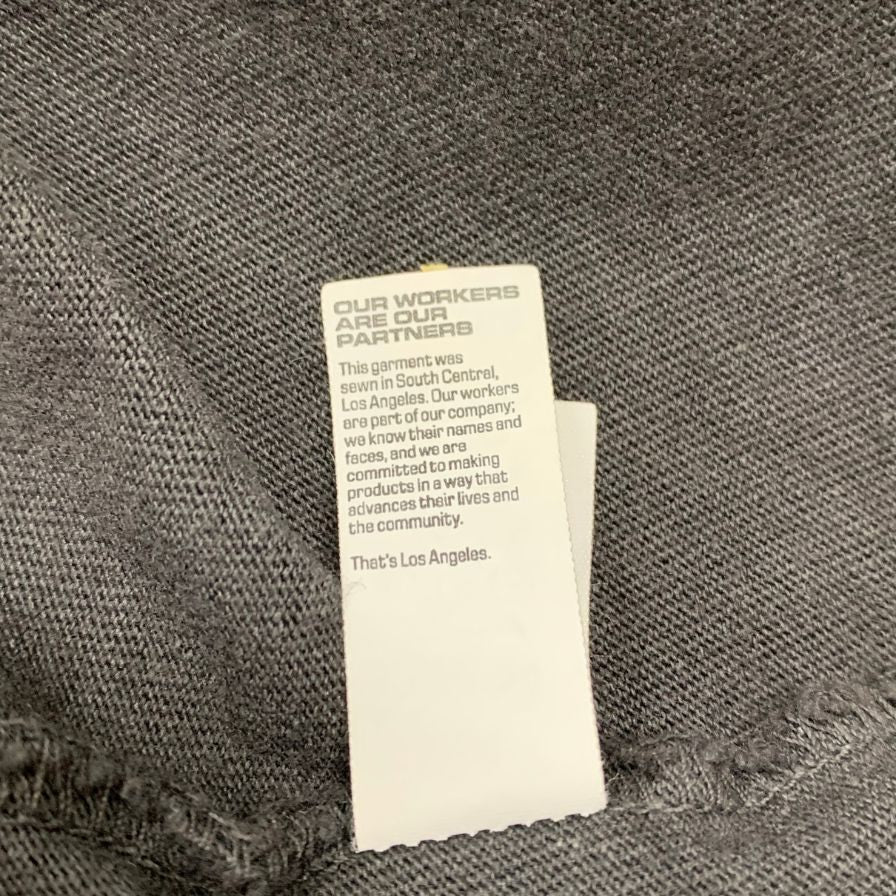 OUR WORKERS
ARE OUR
PARTNERS
This garment was
sewn in South Central,
Los Angeles. Our workers
are part of our company;
we know their names and
faces, and we are
committed to making
products in a way that
advances their lives and
the community.
That's Los Angeles.